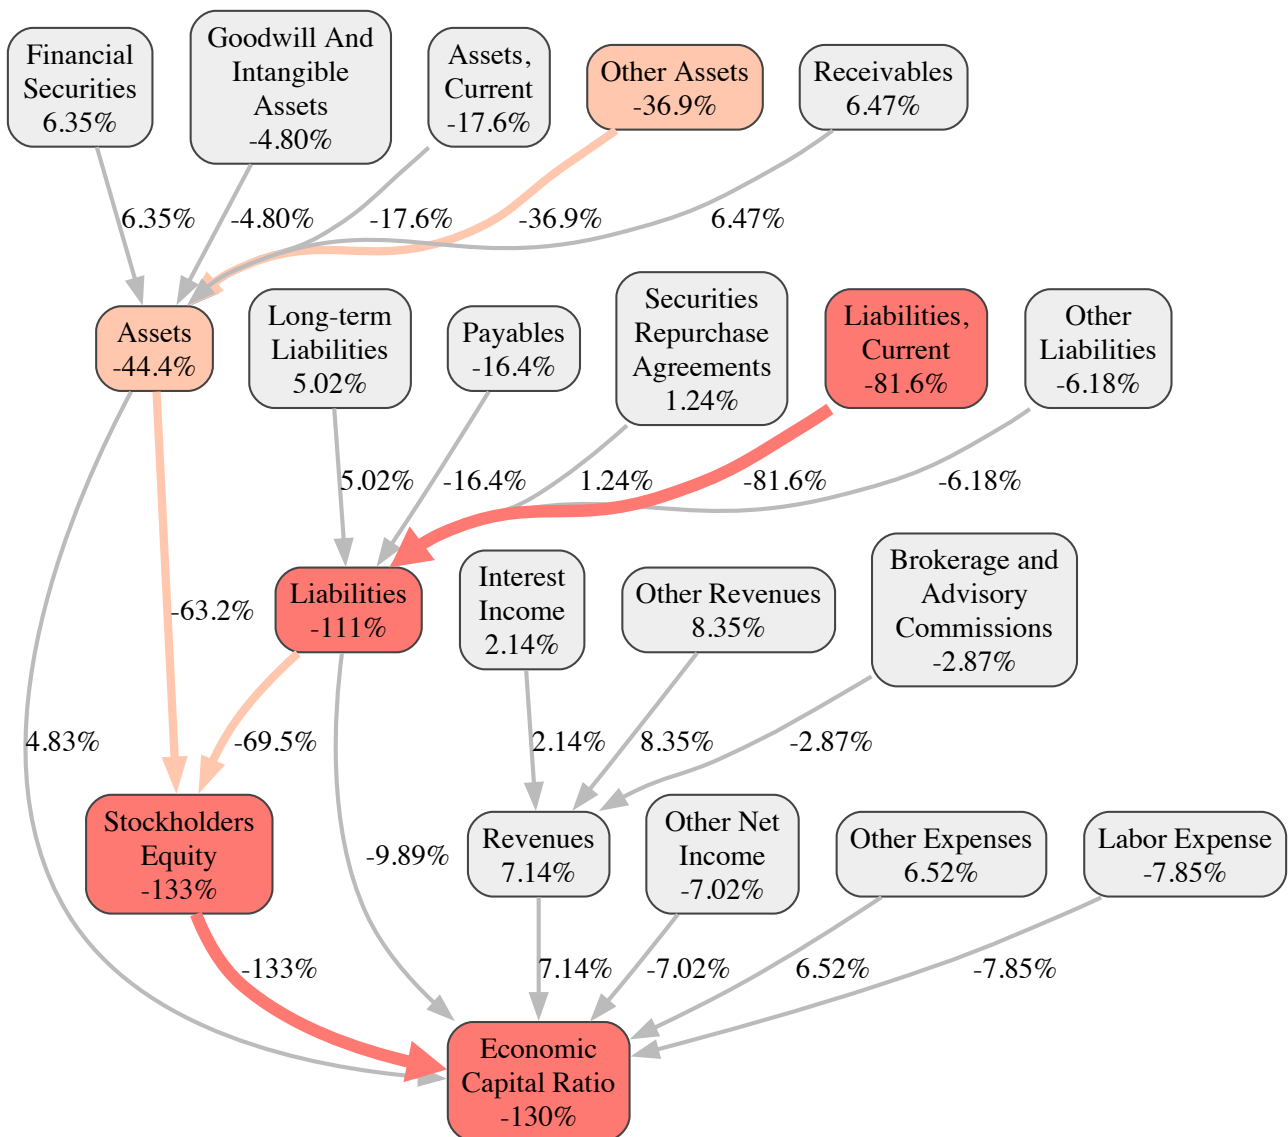 Financial
Securities
6.35%
Goodwill And
Intangible
Assets
-4.80%
Assets,
Current
-17.6%
Other Assets
-36.9%
Receivables
6.47%
6.35%
-4.80%
-17.6%
-36.9%
6.47%
Assets
-44.4%
Long-term
Liabilities
5.02%
Payables
-16.4%
Securities
Repurchase
Agreements
1.24%
Liabilities,
Current
-81.6%
Other
Liabilities
-6.18%
5.02%
-16.4%
1.24%
-81.6%
-6.18%
-63.2%
Liabilities
-111%
Interest
Income
2.14%
Other Revenues
8.35%
Brokerage and
Advisory
Commissions
-2.87%
4.83%
-69.5%
2.14%
8.35%
-2.87%
Stockholders
Equity
-133%
-9.89%
Revenues
7.14%
Other Net
Income
-7.02%
Other Expenses
6.52%
Labor Expense
-7.85%
-133%
7.14%
-7.02%
6.52%
-7.85%
Economic
Capital Ratio
-130%